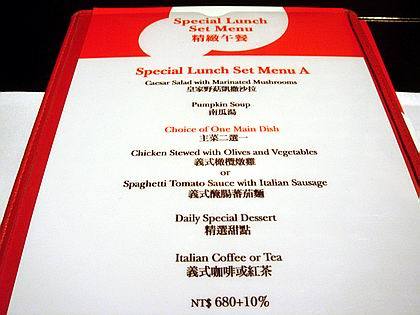 Special Lunch
Set Menu
精緻午餐
Special Lunch Set Menu A
Caesar Salad with Marinated Mushrooms
皇家野菇凱撒沙拉
Pumpkin Soup
南瓜湯
Choice of One Main Dish
主菜二選一
Chicken Stewed with Olives and Vegetables
義式橄欖燉雞
or
Spaghetti Tomato Sauce with Italian Sausage
義式醃腸蕃茄麵
Daily Special Dessert
精選甜點
Italian Coffee or Tea
義式咖啡或紅茶
NT$ 680+10%